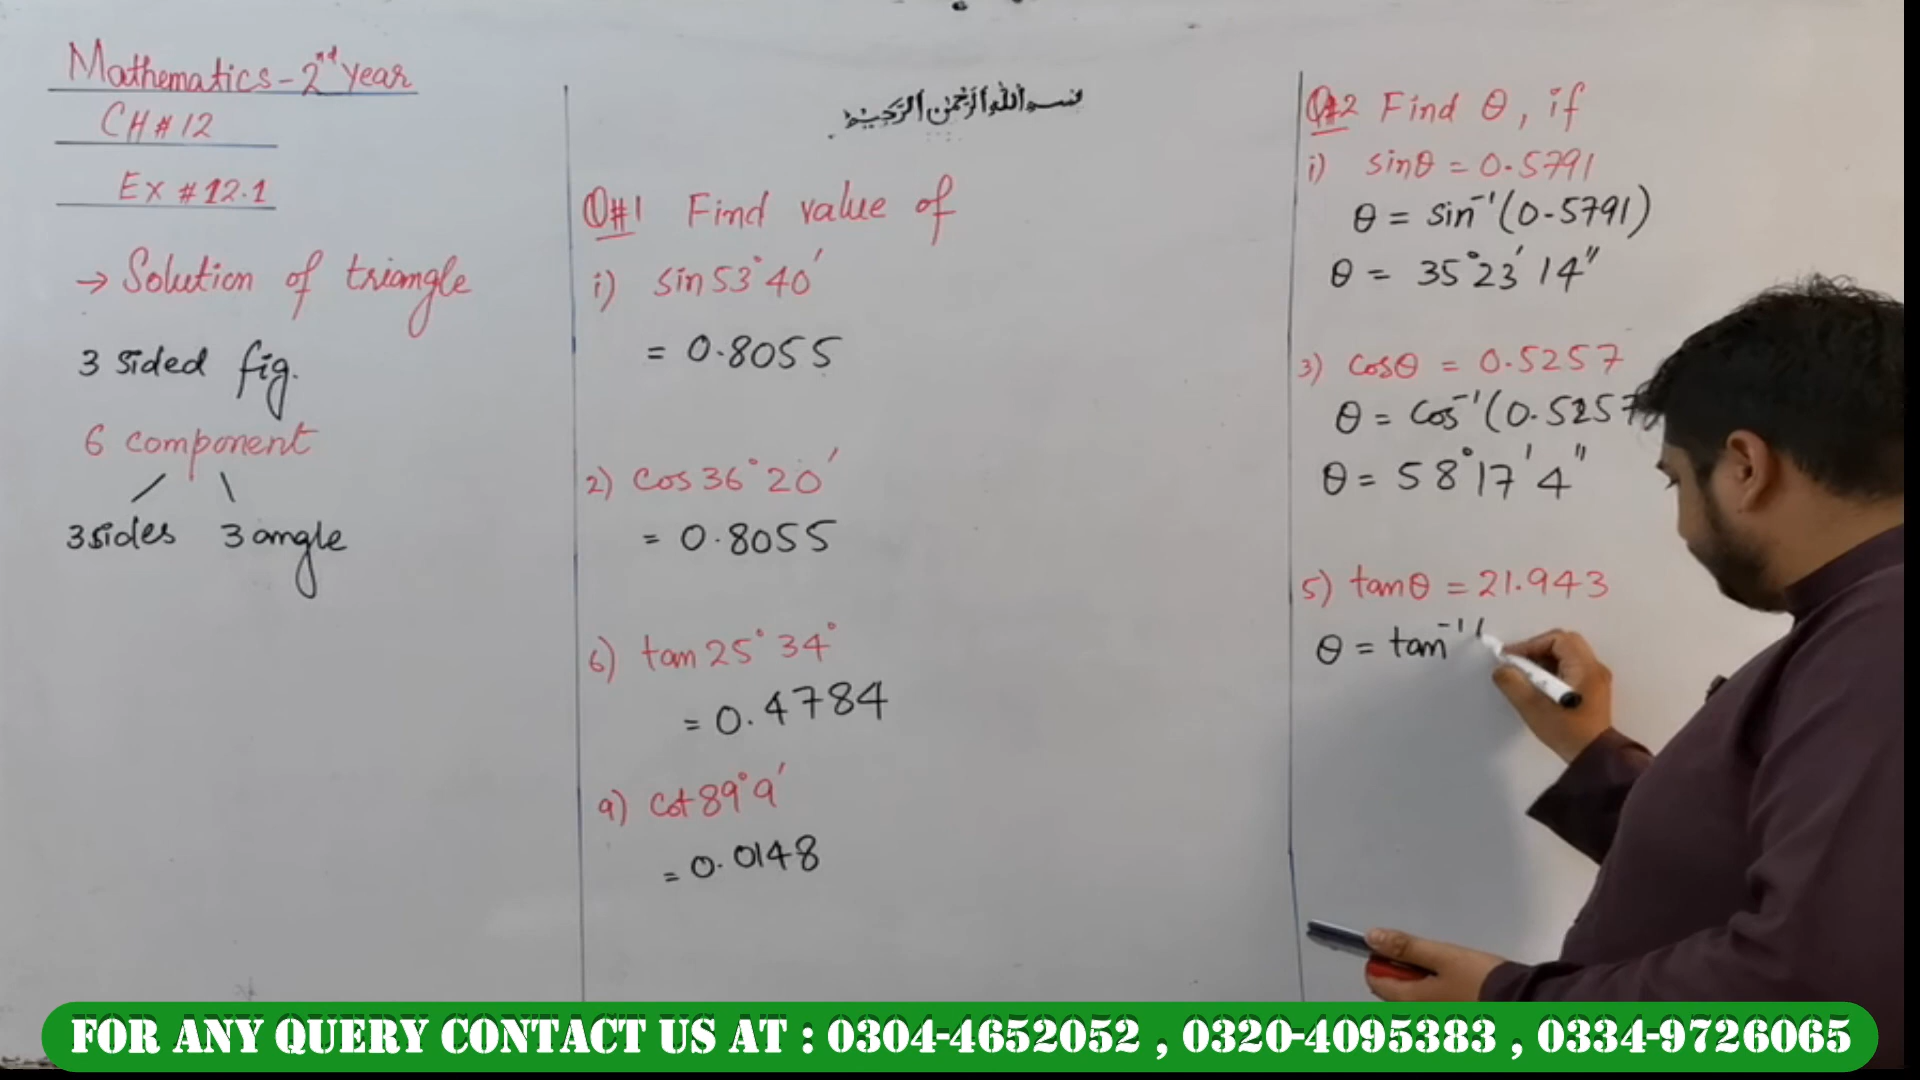 Mathematics - 2nd year
CH # 12
Ex # 12.1
→ Solution of triangle
3 sided fig.
6 component
3 sides 3 angle
بسم اللہ الرحمن الرحیم
Q#1 Find value of
i) sin 53° 40′
= 0.8055
2) Cos 36° 20′
= 0.8055
6) tan 25° 34°
= 0.4784
9) cot 89° 9′
= 0.0148
Q#2 Find θ, if
i) sinθ = 0.5791
θ = sin⁻¹(0.5791)
θ = 35° 23′ 14″
3) cosθ = 0.5257
θ = cos⁻¹(0.5257
θ = 58° 17′ 4″
5) tanθ = 21.943
θ = tan⁻¹(
FOR ANY QUERY CONTACT US AT : 0304-4652052 , 0320-4095383 , 0334-9726065